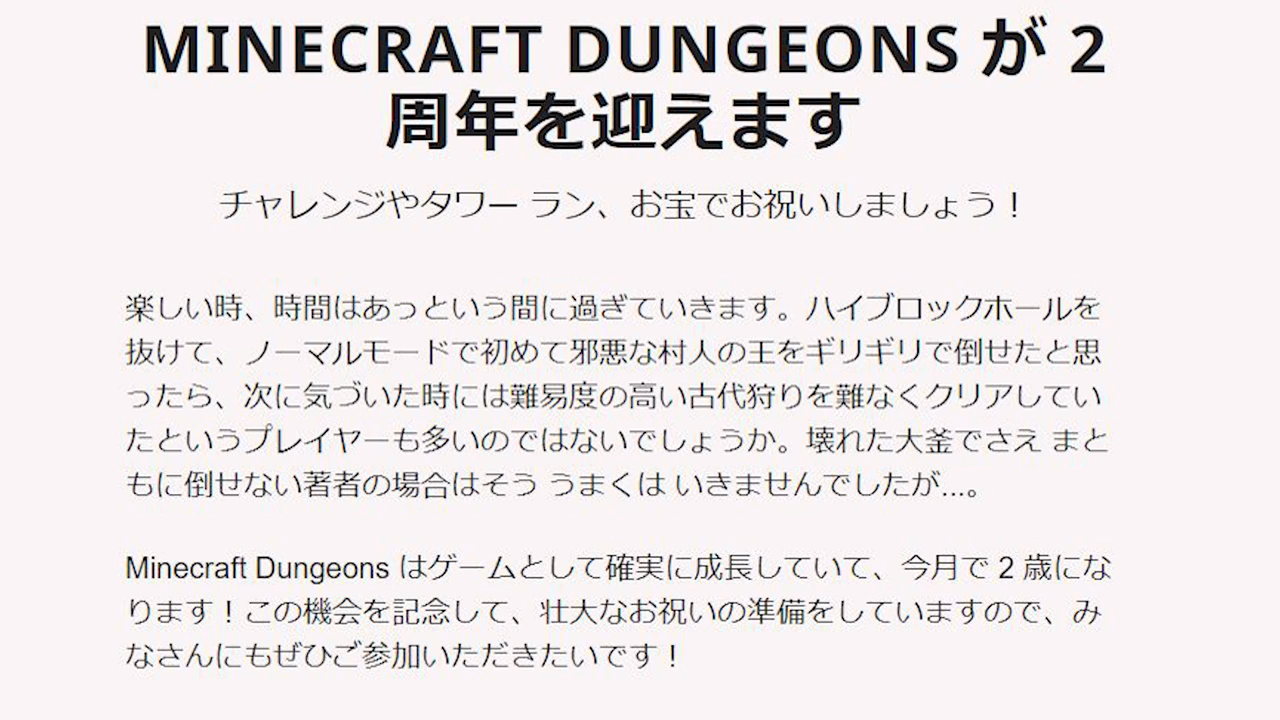 MINECRAFT DUNGEONS が 2
周年を迎えます
チャレンジやタワー ラン、お宝でお祝いしましょう！
楽しい時、時間はあっという間に過ぎていきます。ハイブロックホールを
抜けて、ノーマルモードで初めて邪悪な村人の王をギリギリで倒せたと思
ったら、次に気づいた時には難易度の高い古代狩りを難なくクリアしてい
たというプレイヤーも多いのではないでしょうか。壊れた大釜でさえ まと
もに倒せない著者の場合はそう うまくは いきませんでしたが...。
Minecraft Dungeons はゲームとして確実に成長していて、今月で 2 歳にな
ります！この機会を記念して、壮大なお祝いの準備をしていますので、み
なさんにもぜひご参加いただきたいです！